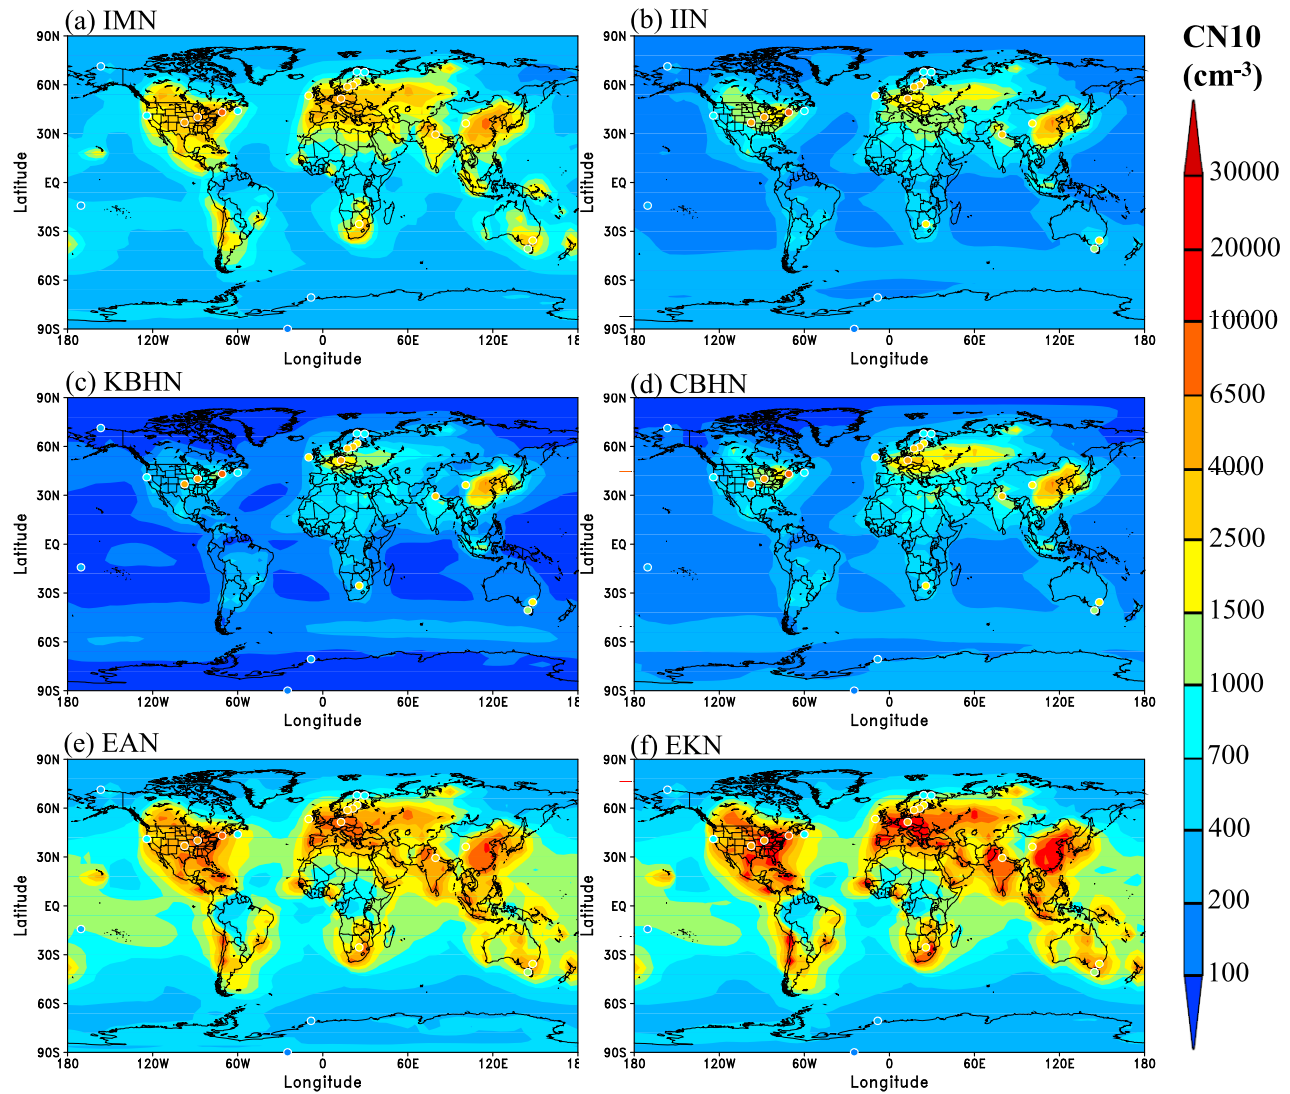 (a) IMN
(b) IIN
CN10
(cm-3)
90N
60N
30N
EQ
30S
60S
90S
Latitude
180
120W
60W
0
60E
120E
18
Longitude
90N
60N
30N
EQ
30S
60S
90S
Latitude
180
120W
60W
0
60E
120E
180
Longitude
(c) KBHN
(d) CBHN
90N
60N
30N
EQ
30S
60S
90S
Latitude
180
120W
60W
0
60E
120E
18
Longitude
90N
60N
30N
EQ
30S
60S
90S
Latitude
180
120W
60W
0
60E
120E
180
Longitude
(e) EAN
(f) EKN
90N
60N
30N
EQ
30S
60S
90S
Latitude
180
120W
60W
0
60E
120E
18
Longitude
90N
60N
30N
EQ
30S
60S
90S
Latitude
180
120W
60W
0
60E
120E
180
Longitude
30000
20000
10000
6500
4000
2500
1500
1000
700
400
200
100